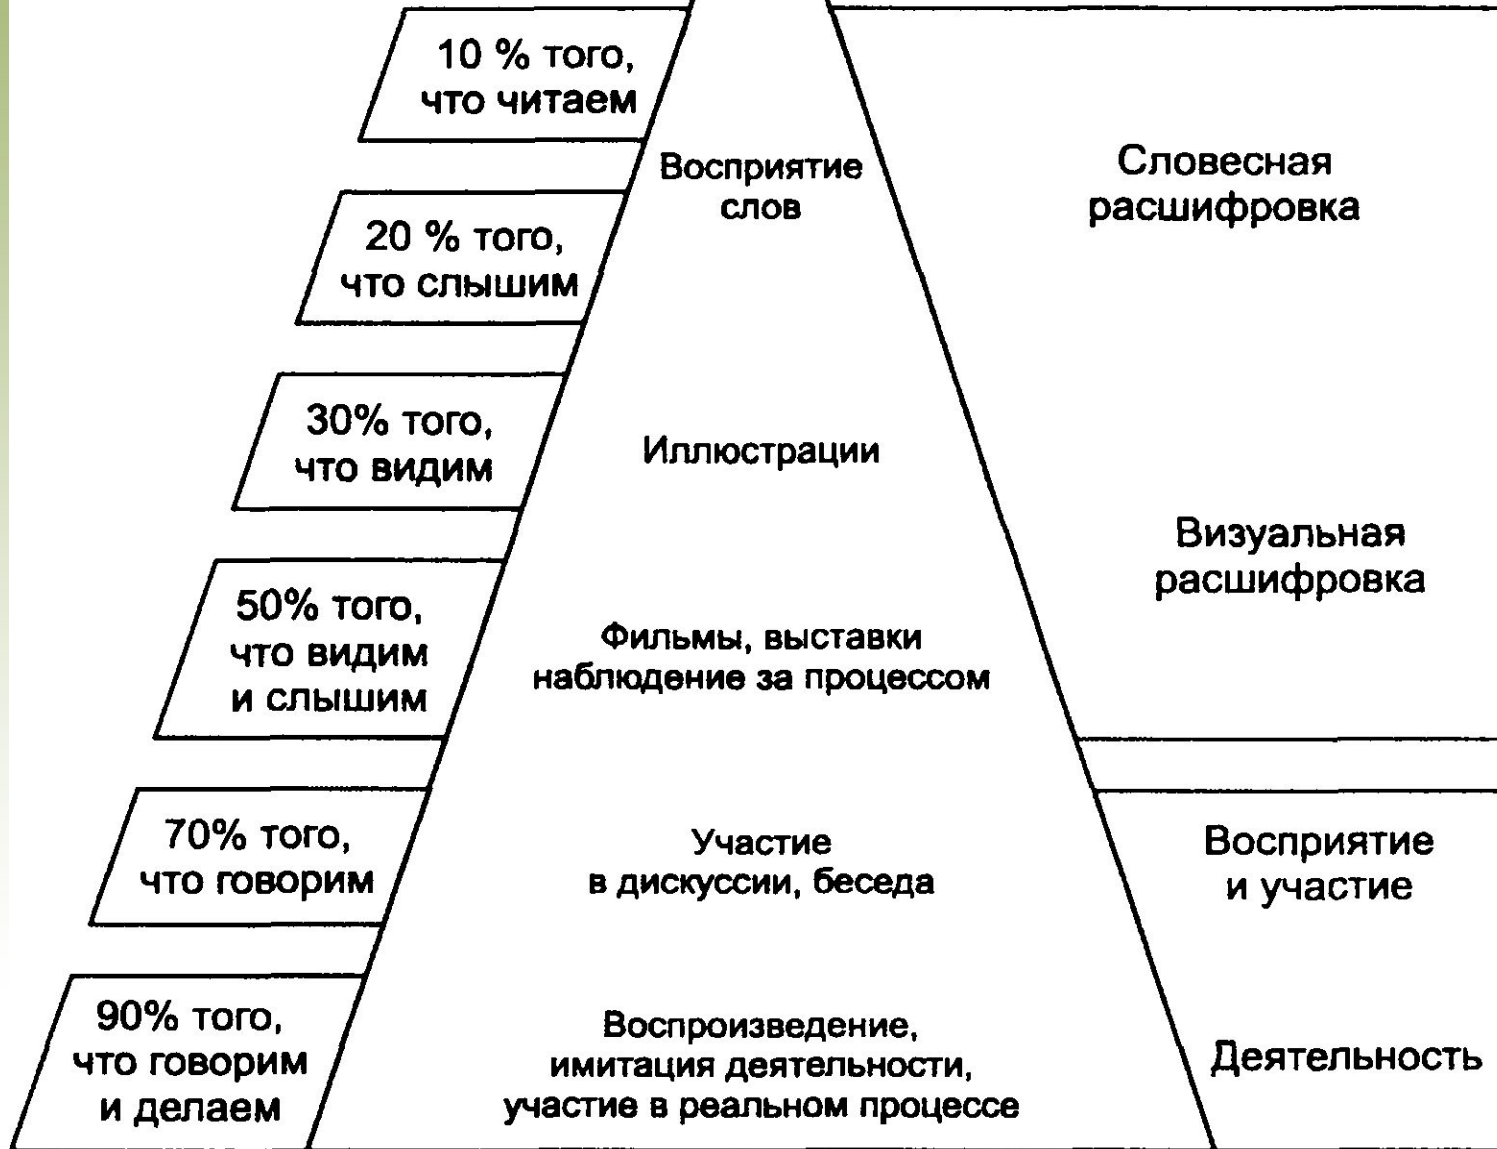 10 % того,
что читаем
20 % того,
что слышим
30% того,
что видим
50% того,
что видим
и слышим
70% того,
что говорим
90% того,
что говорим
и делаем
Восприятие
слов
Иллюстрации
Фильмы, выставки
наблюдение за процессом
Участие
в дискуссии, беседа
Воспроизведение,
имитация деятельности,
участие в реальном процессе
Словесная
расшифровка
Визуальная
расшифровка
Восприятие
и участие
Деятельность